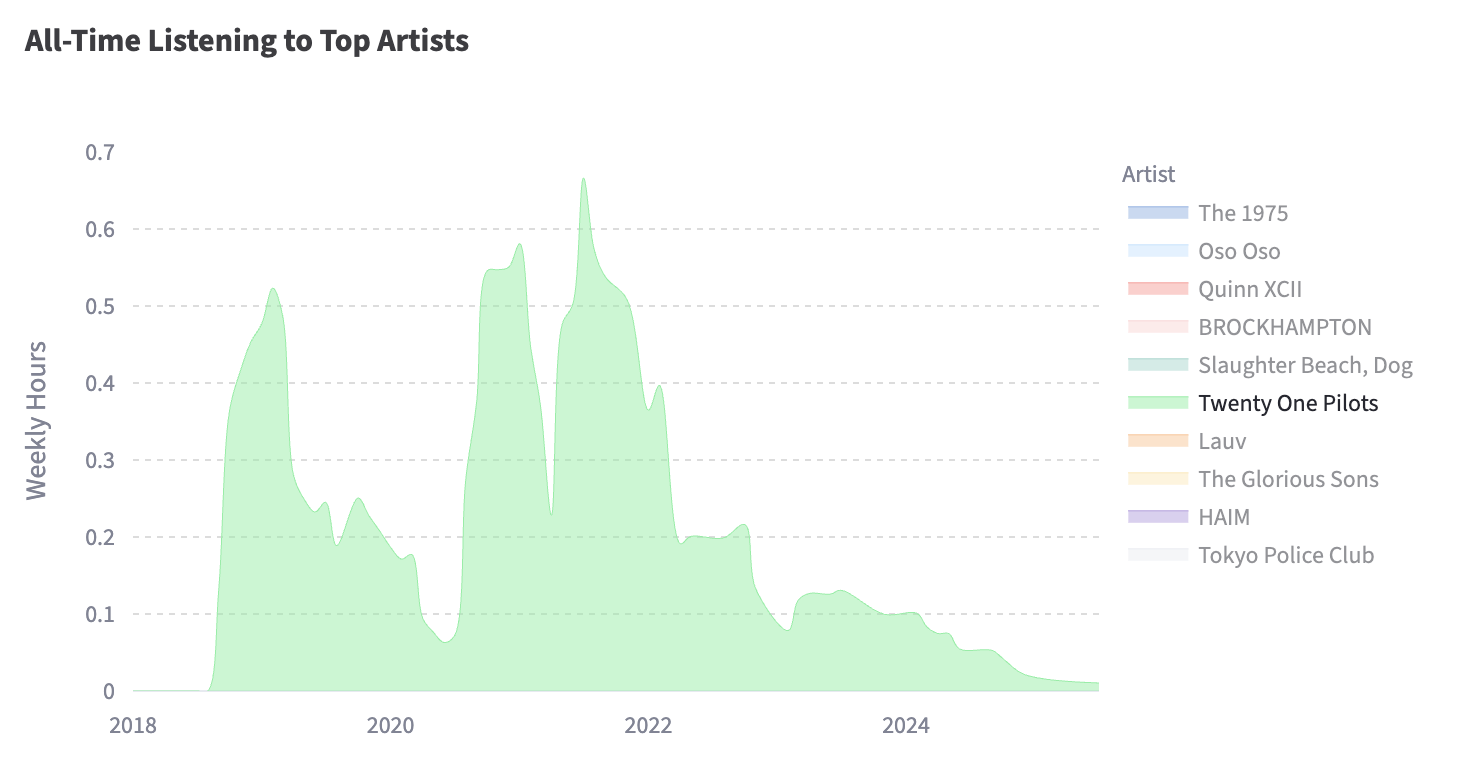 All-Time Listening to Top Artists
0.7
0.6
0.5
0.4
0.3
0.2
0.1
0
Weekly Hours
2018
2020
2022
2024
Artist
The 1975
Oso Oso
Quinn XCII
BROCKHAMPTON
Slaughter Beach, Dog
Twenty One Pilots
Lauv
The Glorious Sons
HAIM
Tokyo Police Club